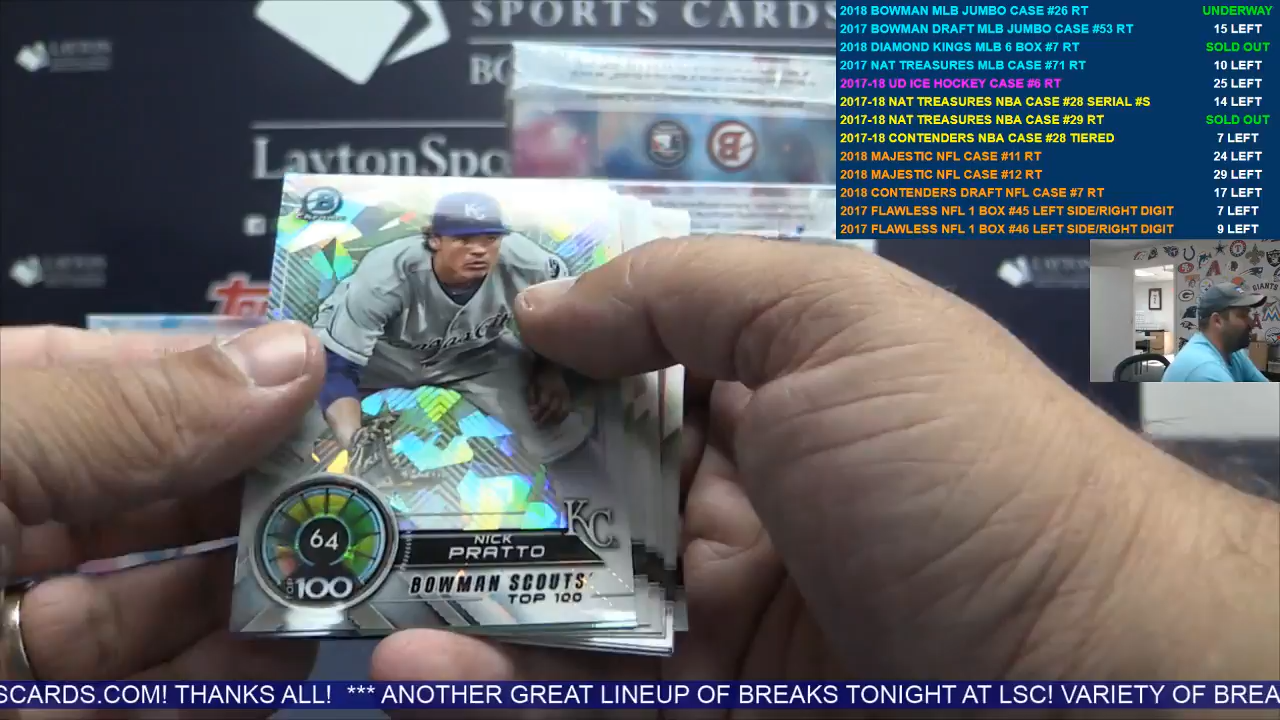 SPORTS CARDS
LAYTON
LaytonSpo
2018 BOWMAN MLB JUMBO CASE #26 RT UNDERWAY
2017 BOWMAN DRAFT MLB JUMBO CASE #53 RT 15 LEFT
2018 DIAMOND KINGS MLB 6 BOX #7 RT SOLD OUT
2017 NAT TREASURES MLB CASE #71 RT 10 LEFT
2017-18 UD ICE HOCKEY CASE #6 RT 25 LEFT
2017-18 NAT TREASURES NBA CASE #28 SERIAL #S 14 LEFT
2017-18 NAT TREASURES NBA CASE #29 RT SOLD OUT
2017-18 CONTENDERS NBA CASE #28 TIERED 7 LEFT
2018 MAJESTIC NFL CASE #11 RT 24 LEFT
2018 MAJESTIC NFL CASE #12 RT 29 LEFT
2018 CONTENDERS DRAFT NFL CASE #7 RT 17 LEFT
2017 FLAWLESS NFL 1 BOX #45 LEFT SIDE/RIGHT DIGIT 7 LEFT
2017 FLAWLESS NFL 1 BOX #46 LEFT SIDE/RIGHT DIGIT 9 LEFT
B
KC
64
TOP 100
KC
NICK
PRATTO
BOWMAN SCOUTS'
TOP 100
SCARDS.COM! THANKS ALL! *** ANOTHER GREAT LINEUP OF BREAKS TONIGHT AT LSC! VARIETY OF BREA